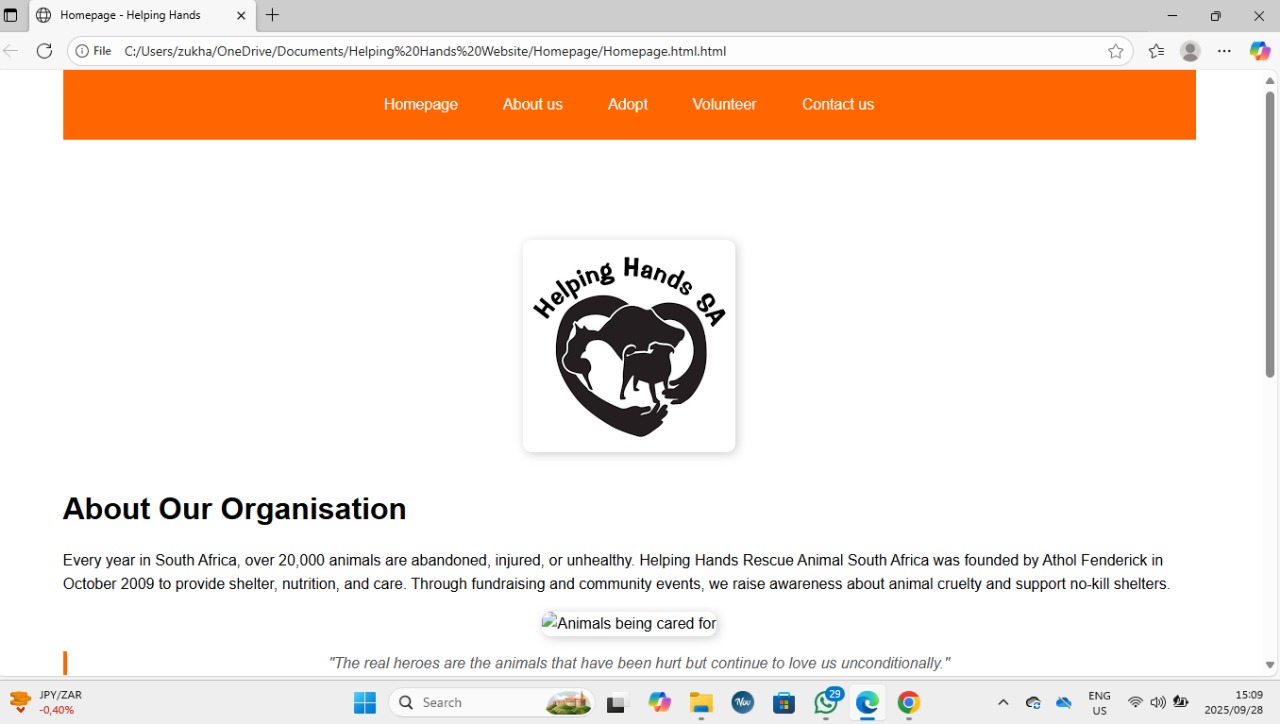 Homepage - Helping Hands
File C:/Users/zukha/OneDrive/Documents/Helping%20Hands%20Website/Homepage/Homepage.html.html
Homepage About us Adopt Volunteer Contact us
Helping Hands SA
About Our Organisation
Every year in South Africa, over 20,000 animals are abandoned, injured, or unhealthy. Helping Hands Rescue Animal South Africa was founded by Athol Fenderick in
October 2009 to provide shelter, nutrition, and care. Through fundraising and community events, we raise awareness about animal cruelty and support no-kill shelters.
Animals being cared for
"The real heroes are the animals that have been hurt but continue to love us unconditionally."
JPY/ZAR
-0,40%
Search
Nov
29
ENG
US
15:09
2025/09/28